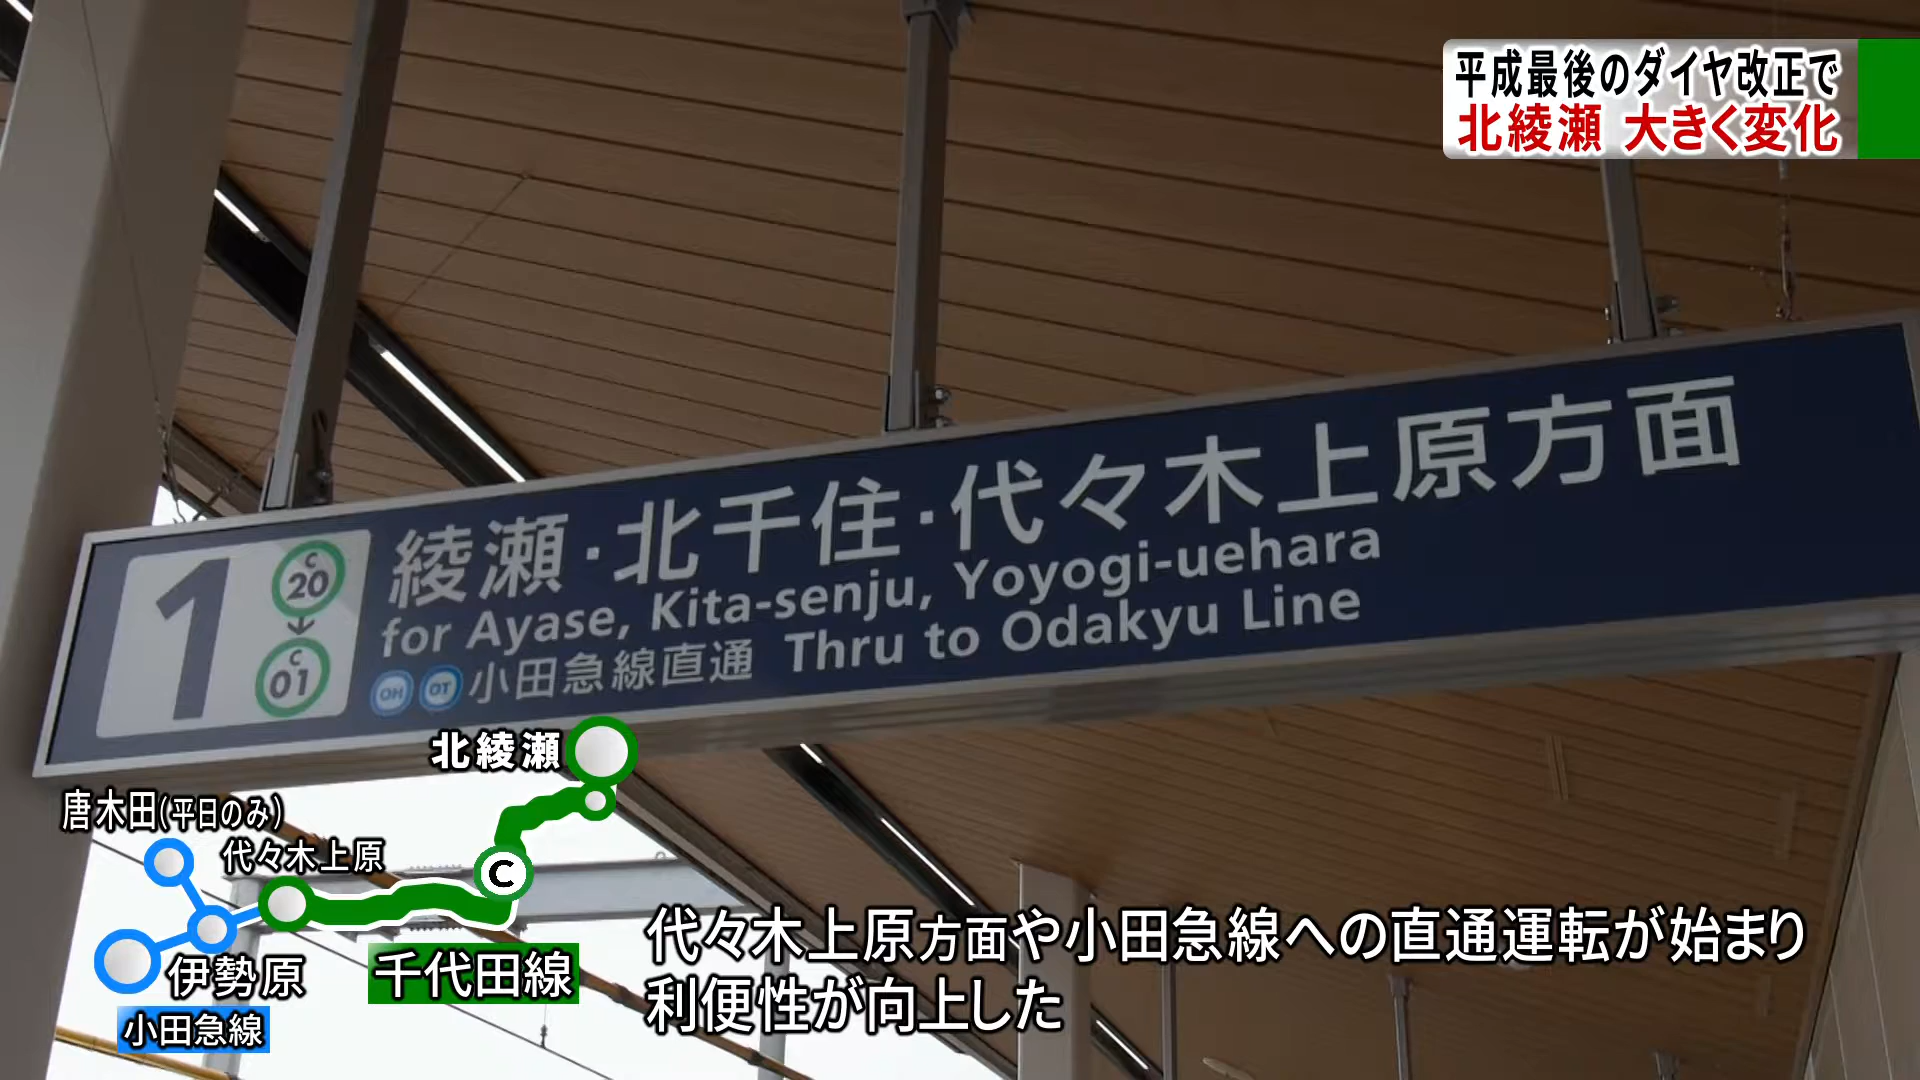 平成最後のダイヤ改正で
北綾瀬 大きく変化
1
C
20
C
01
綾瀬・北千住・代々木上原方面
for Ayase, Kita-senju, Yoyogi-uehara
OH OT 小田急線直通 Thru to Odakyu Line
北綾瀬
唐木田(平日のみ)
代々木上原
C
伊勢原
千代田線
小田急線
代々木上原方面や小田急線への直通運転が始まり
利便性が向上した